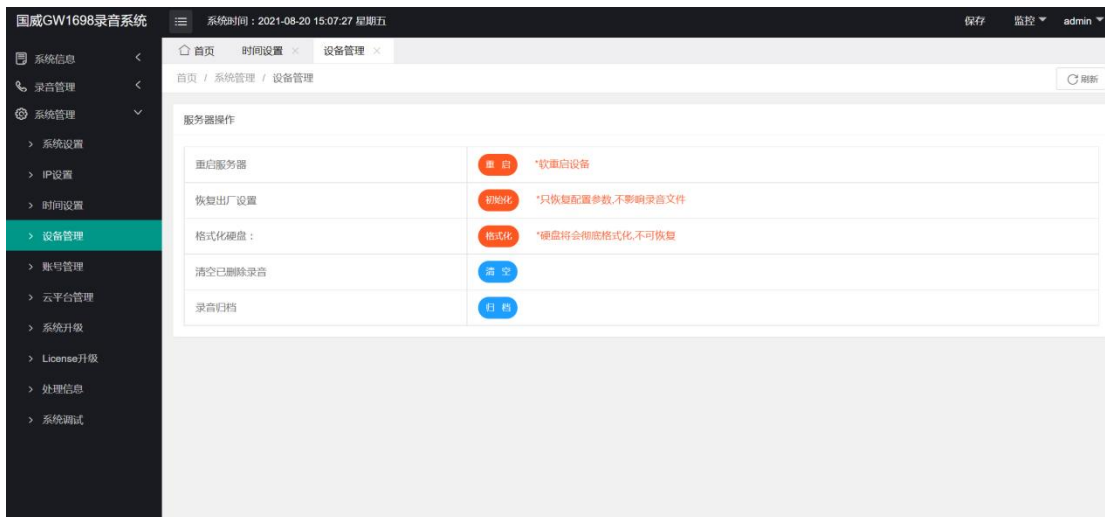 国威GW1698录音系统 系统时间：2021-08-20 15:07:27 星期五 保存 监控 admin
系统信息
录音管理
系统管理
系统设置
IP设置
时间设置
设备管理
账号管理
云平台管理
系统升级
License升级
处理信息
系统调试
首页 时间设置 × 设备管理 ×
首页 / 系统管理 / 设备管理 刷新
服务器操作
重启服务器 重 启 *软重启设备
恢复出厂设置 初始化 *只恢复配置参数,不影响录音文件
格式化硬盘： 格式化 *硬盘将会彻底格式化,不可恢复
清空已删除录音 清 空
录音归档 归 档